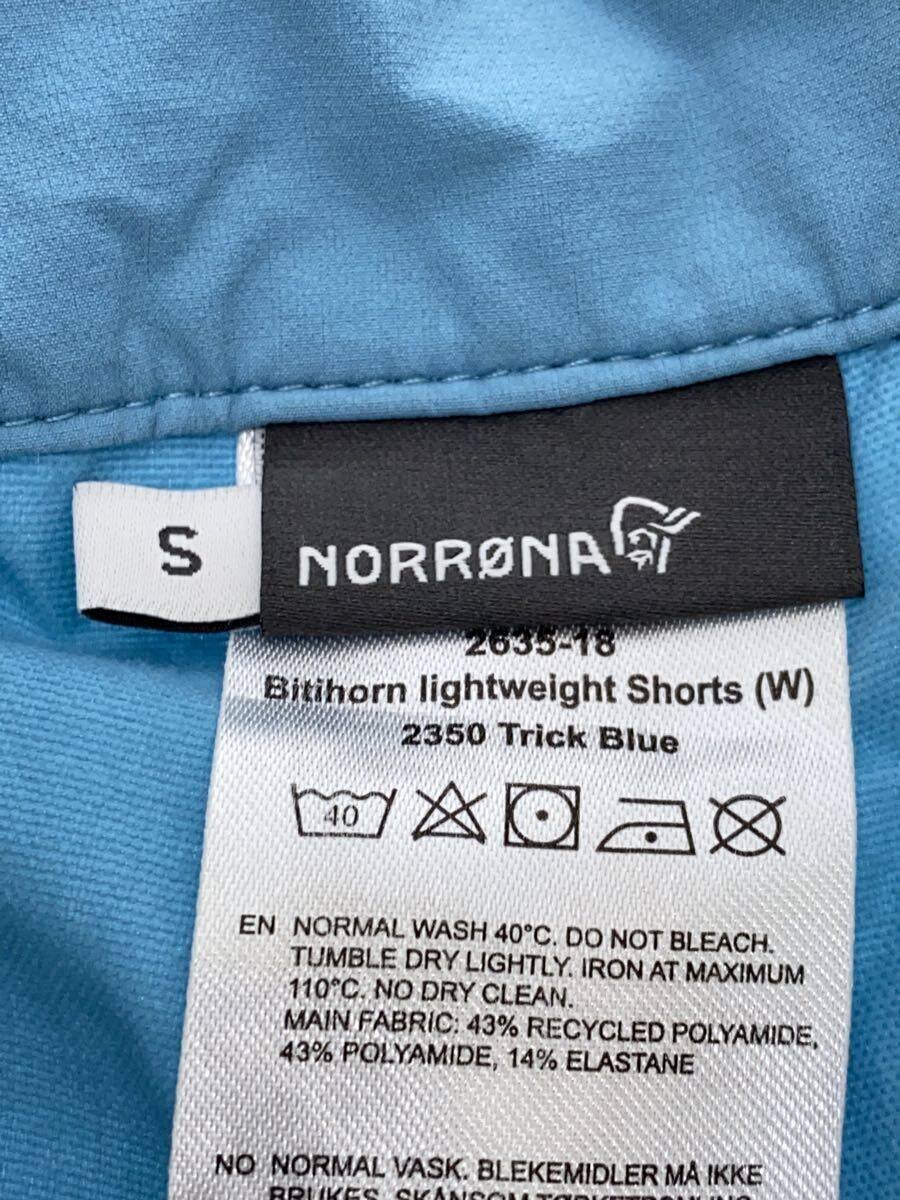 S
NORRØNA
2635-18
Bitihorn lightweight Shorts (W)
2350 Trick Blue
40
EN NORMAL WASH 40°C. DO NOT BLEACH.
TUMBLE DRY LIGHTLY. IRON AT MAXIMUM
110°C. NO DRY CLEAN.
MAIN FABRIC: 43% RECYCLED POLYAMIDE,
43% POLYAMIDE, 14% ELASTANE
NO NORMAL VASK. BLEKEMIDLER MÅ IKKE
BRUKES. SKÅNSOM